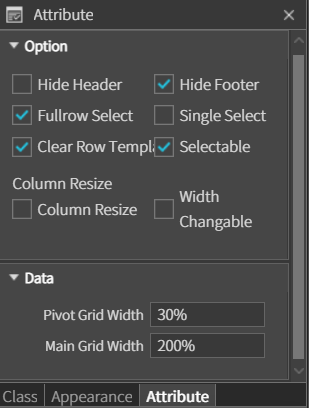 Attribute
Option
Hide Header Hide Footer
Fullrow Select Single Select
Clear Row Templa Selectable
Column Resize
Column Resize Width Changable
Data
Pivot Grid Width 30%
Main Grid Width 200%
Class Appearance Attribute